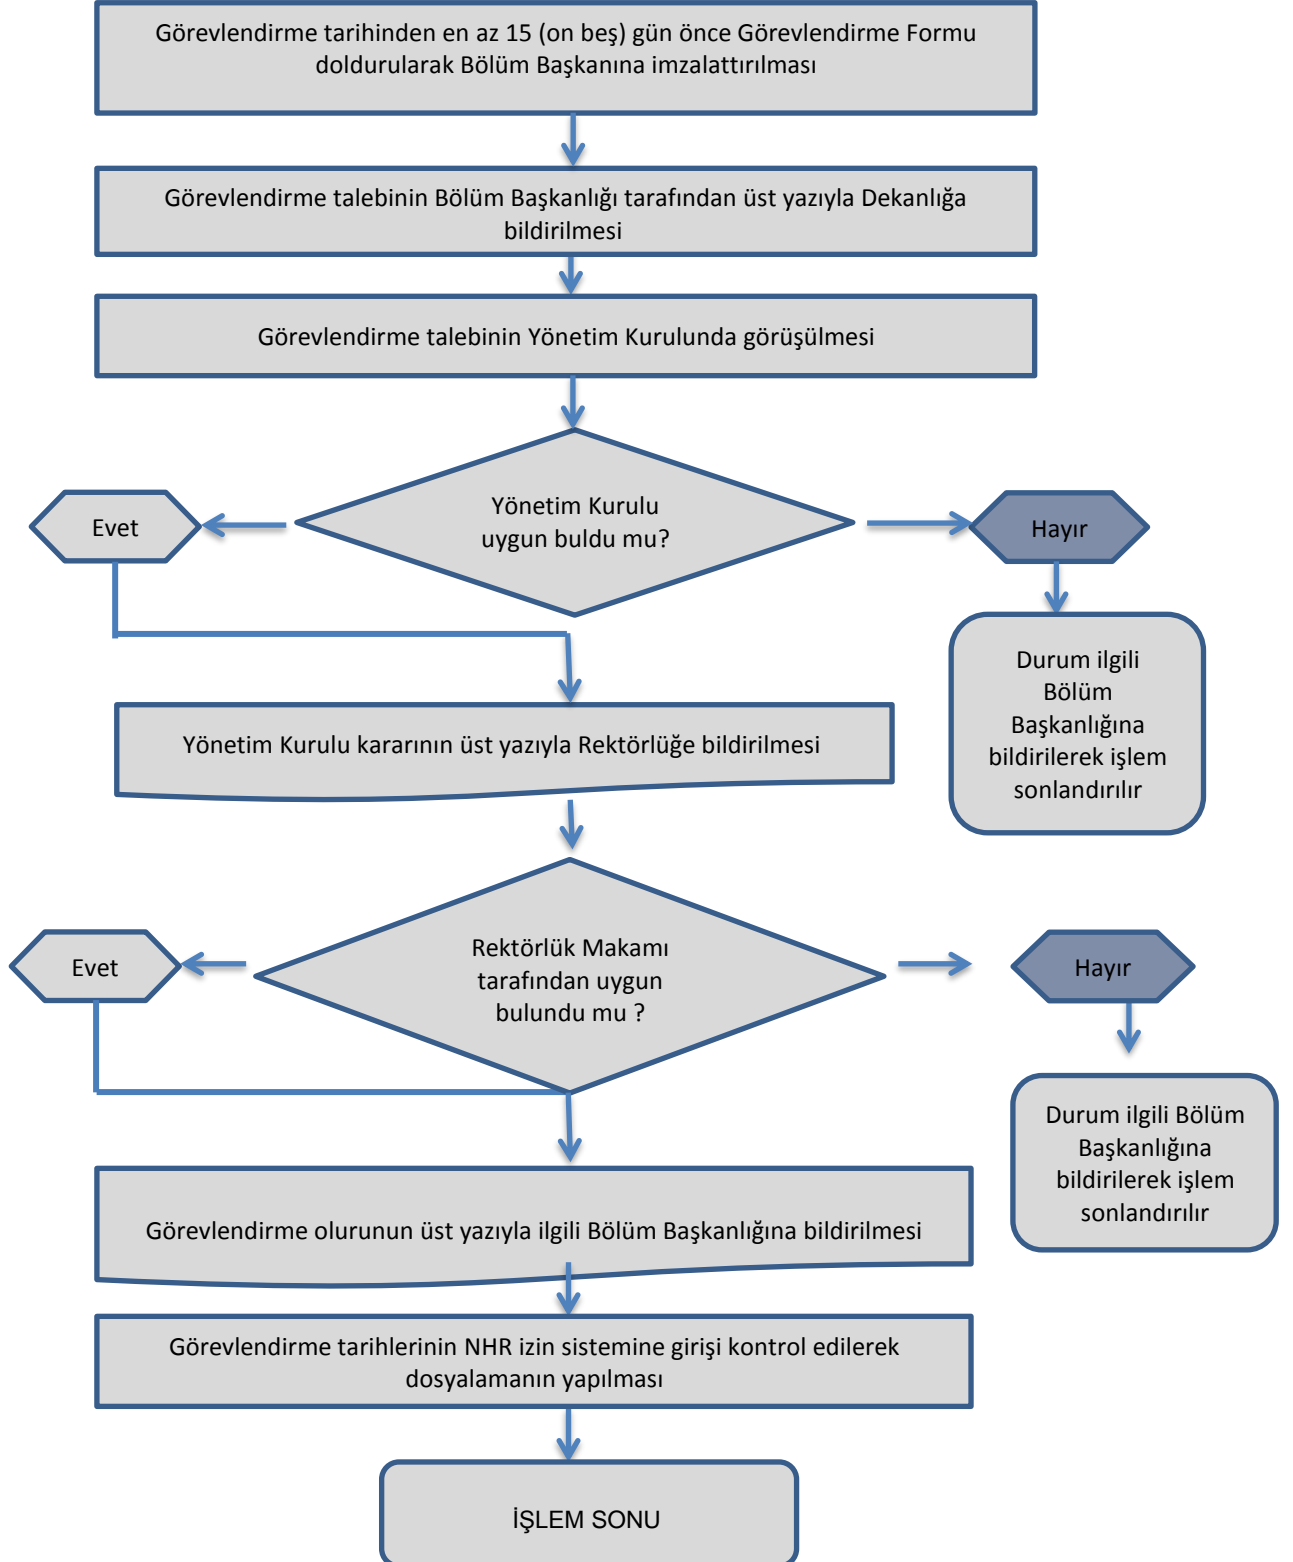 Görevlendirme tarihinden en az 15 (on beş) gün önce Görevlendirme Formu
doldurularak Bölüm Başkanına imzalattırılması
Görevlendirme talebinin Bölüm Başkanlığı tarafından üst yazıyla Dekanlığa
bildirilmesi
Görevlendirme talebinin Yönetim Kurulunda görüşülmesi
Yönetim Kurulu
uygun buldu mu?
Evet
Hayır
Durum ilgili
Bölüm
Başkanlığına
bildirilerek işlem
sonlandırılır
Yönetim Kurulu kararının üst yazıyla Rektörlüğe bildirilmesi
Rektörlük Makamı
tarafından uygun
bulundu mu ?
Evet
Hayır
Durum ilgili Bölüm
Başkanlığına
bildirilerek işlem
sonlandırılır
Görevlendirme olurunun üst yazıyla ilgili Bölüm Başkanlığına bildirilmesi
Görevlendirme tarihlerinin NHR izin sistemine girişi kontrol edilerek
dosyalamanın yapılması
İŞLEM SONU